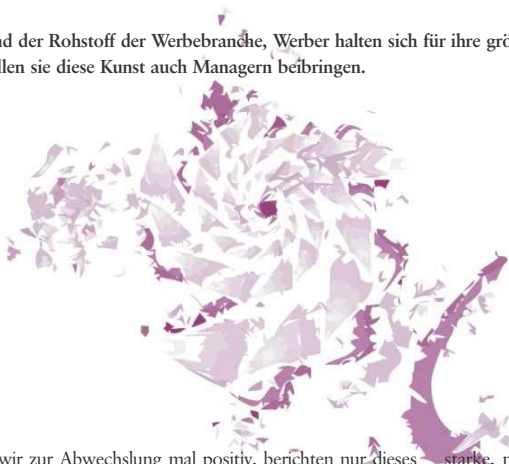 nd der Rohstoff der Werbebranche, Werber halten sich für ihre grö
llen sie diese Kunst auch Managern beibringen.
wir zur Abwechslung mal positiv, berichten nur dieses starke, n